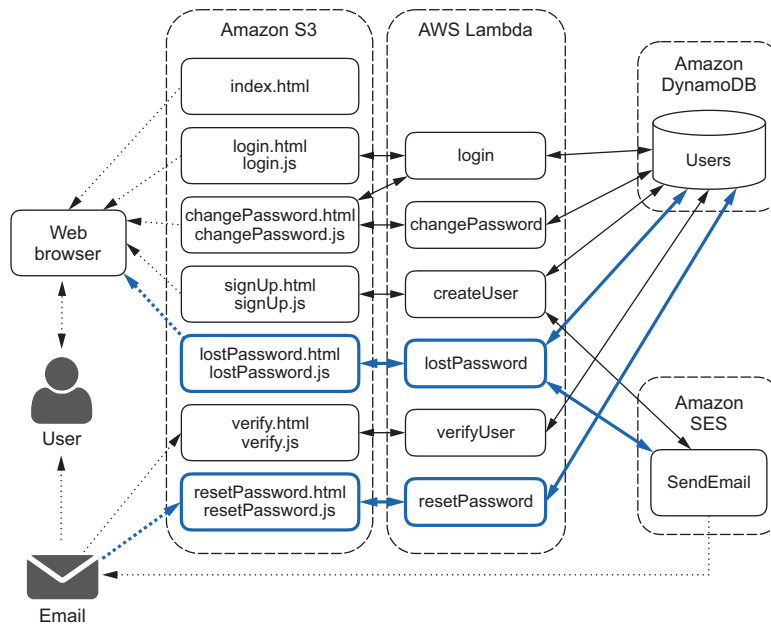 Amazon S3
AWS Lambda
Amazon
DynamoDB
index.html
login.html
login.js
login
Users
changePassword.html
changePassword.js
changePassword
Web
browser
signUp.html
signUp.js
createUser
lostPassword.html
lostPassword.js
lostPassword
User
verify.html
verify.js
verifyUser
Amazon
SES
SendEmail
resetPassword.html
resetPassword.js
resetPassword
Email